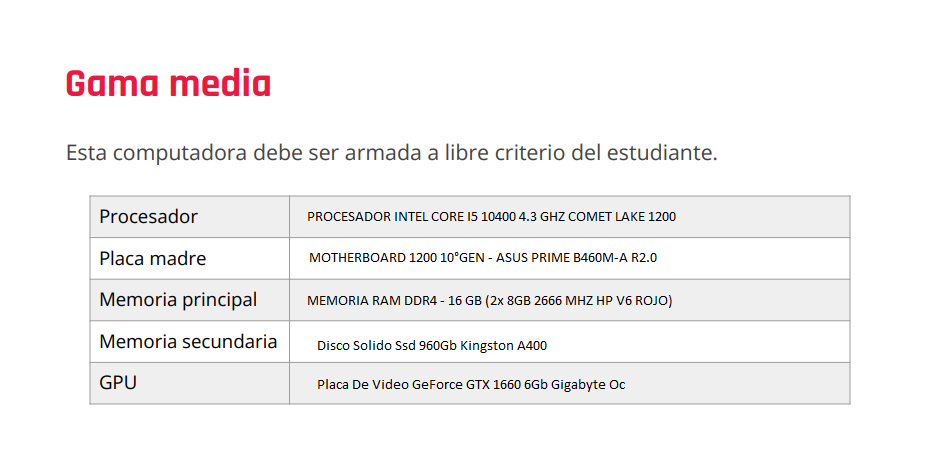 Gama media
Esta computadora debe ser armada a libre criterio del estudiante.
Procesador PROCESADOR INTEL CORE I5 10400 4.3 GHZ COMET LAKE 1200
Placa madre MOTHERBOARD 1200 10°GEN - ASUS PRIME B460M-A R2.0
Memoria principal MEMORIA RAM DDR4 - 16 GB (2x 8GB 2666 MHZ HP V6 ROJO)
Memoria secundaria Disco Solido Ssd 960Gb Kingston A400
GPU Placa De Video GeForce GTX 1660 6Gb Gigabyte Oc